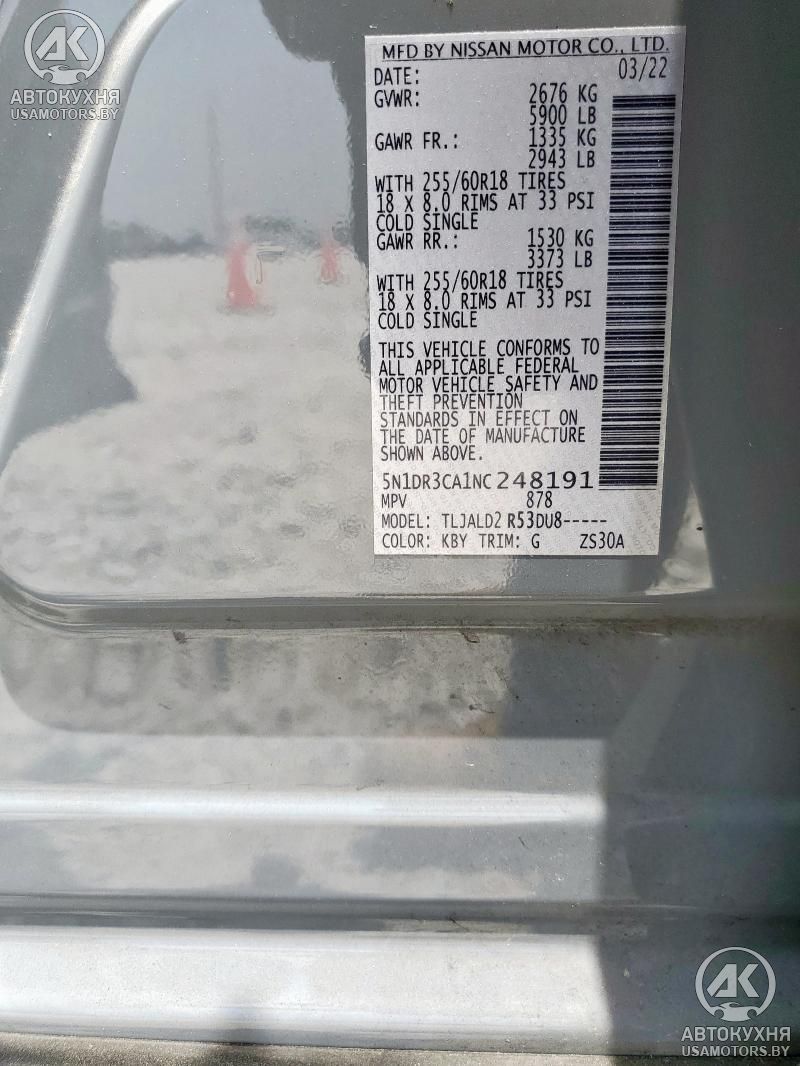 АК
АВТОКУХНЯ
USAMOTORS.BY
MFD BY NISSAN MOTOR CO., LTD.
DATE: 03/22
GVWR: 2676 KG
5900 LB
GAWR FR.: 1335 KG
2943 LB
WITH 255/60R18 TIRES
18 X 8.0 RIMS AT 33 PSI
COLD SINGLE
GAWR RR.: 1530 KG
3373 LB
WITH 255/60R18 TIRES
18 X 8.0 RIMS AT 33 PSI
COLD SINGLE
THIS VEHICLE CONFORMS TO
ALL APPLICABLE FEDERAL
MOTOR VEHICLE SAFETY AND
THEFT PREVENTION
STANDARDS IN EFFECT ON
THE DATE OF MANUFACTURE
SHOWN ABOVE.
5N1DR3CA1NC248191
MPV 878
MODEL: TLJALD2 R53DU8-----
COLOR: KBY TRIM: G ZS30A
АК
АВТОКУХНЯ
USAMOTORS.BY